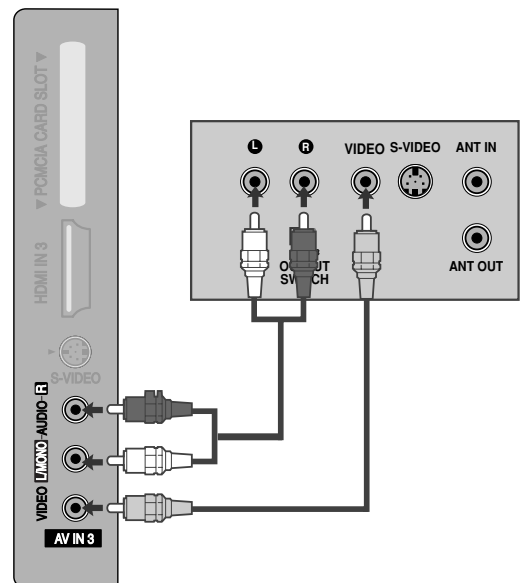 ▼ PCMCIA CARD SLOT ▼
HDMI IN 3
S-VIDEO
VIDEO L/MONO-AUDIO-R
AV IN 3
L R VIDEO S-VIDEO ANT IN
ANT OUT
SWITCH